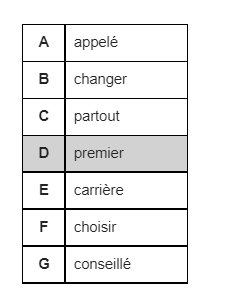 A appelé
B changer
C partout
D premier
E carrière
F choisir
G conseillé